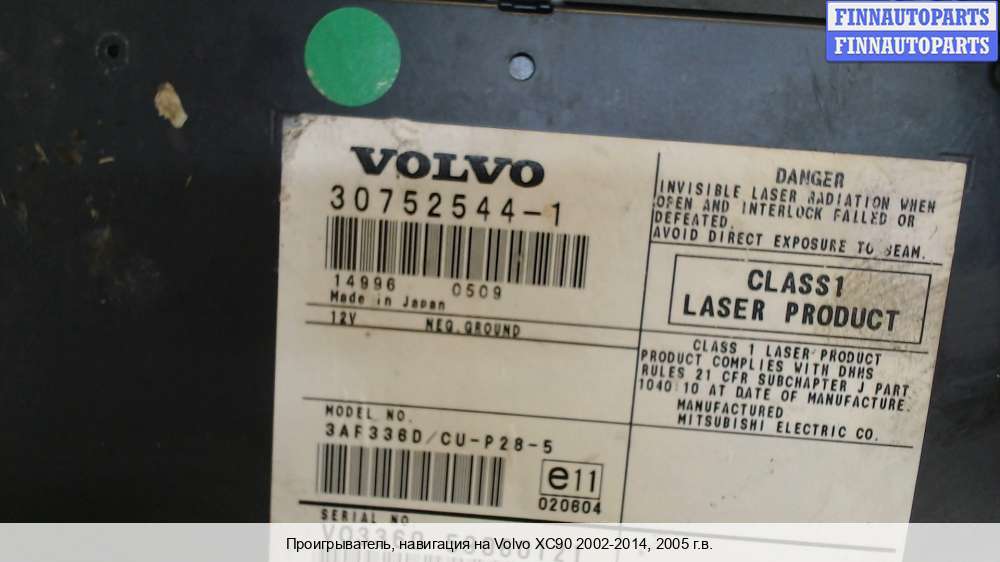 FINNAUTOPARTS
FINNAUTOPARTS
VOLVO
30752544-1
14996 0509
Made in Japan
12V NEG.GROUND
MODEL NO.
3AF336D/CU-P28-5
e11
020604
SERIAL NO
DANGER
INVISIBLE LASER RADIATION WHEN
OPEN AND INTERLOCK FAILED OR
DEFEATED.
AVOID DIRECT EXPOSURE TO BEAM.
CLASS1
LASER PRODUCT
CLASS 1 LASER PRODUCT
PRODUCT COMPLIES WITH DHHS
RULES 21 CFR SUBCHAPTER J PART
1040.10 AT DATE OF MANUFACTURE.
MANUFACTURED
MITSUBISHI ELECTRIC CO.
Проигрыватель, навигация на Volvo XC90 2002-2014, 2005 г.в.